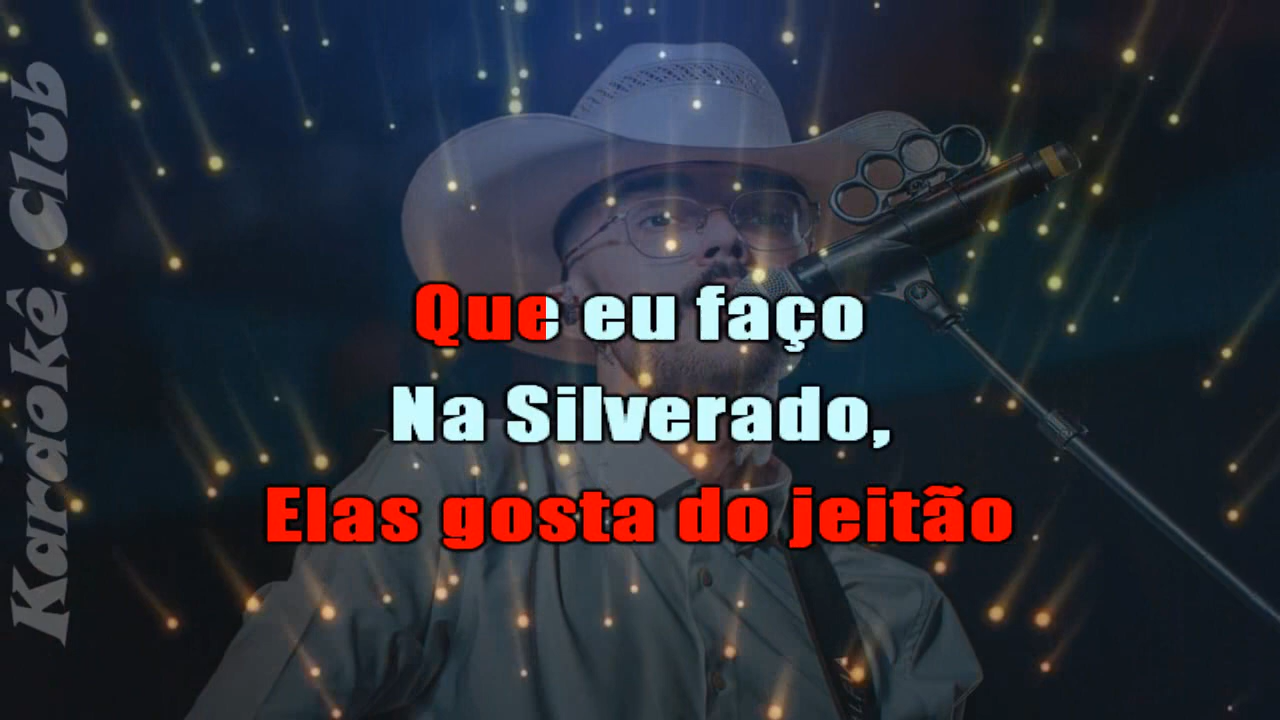 Karaokê Club
Que eu faço
Na Silverado,
Elas gosta do jeitão